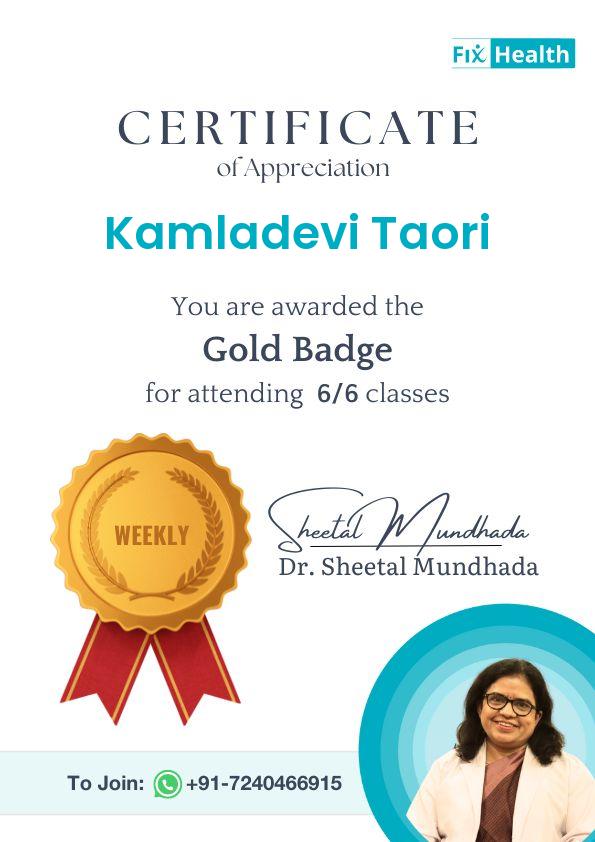 Fix Health
CERTIFICATE
of Appreciation
Kamladevi Taori
You are awarded the
Gold Badge
for attending 6/6 classes
WEEKLY
Sheetal Mundhada
Dr. Sheetal Mundhada
To Join: +91-7240466915